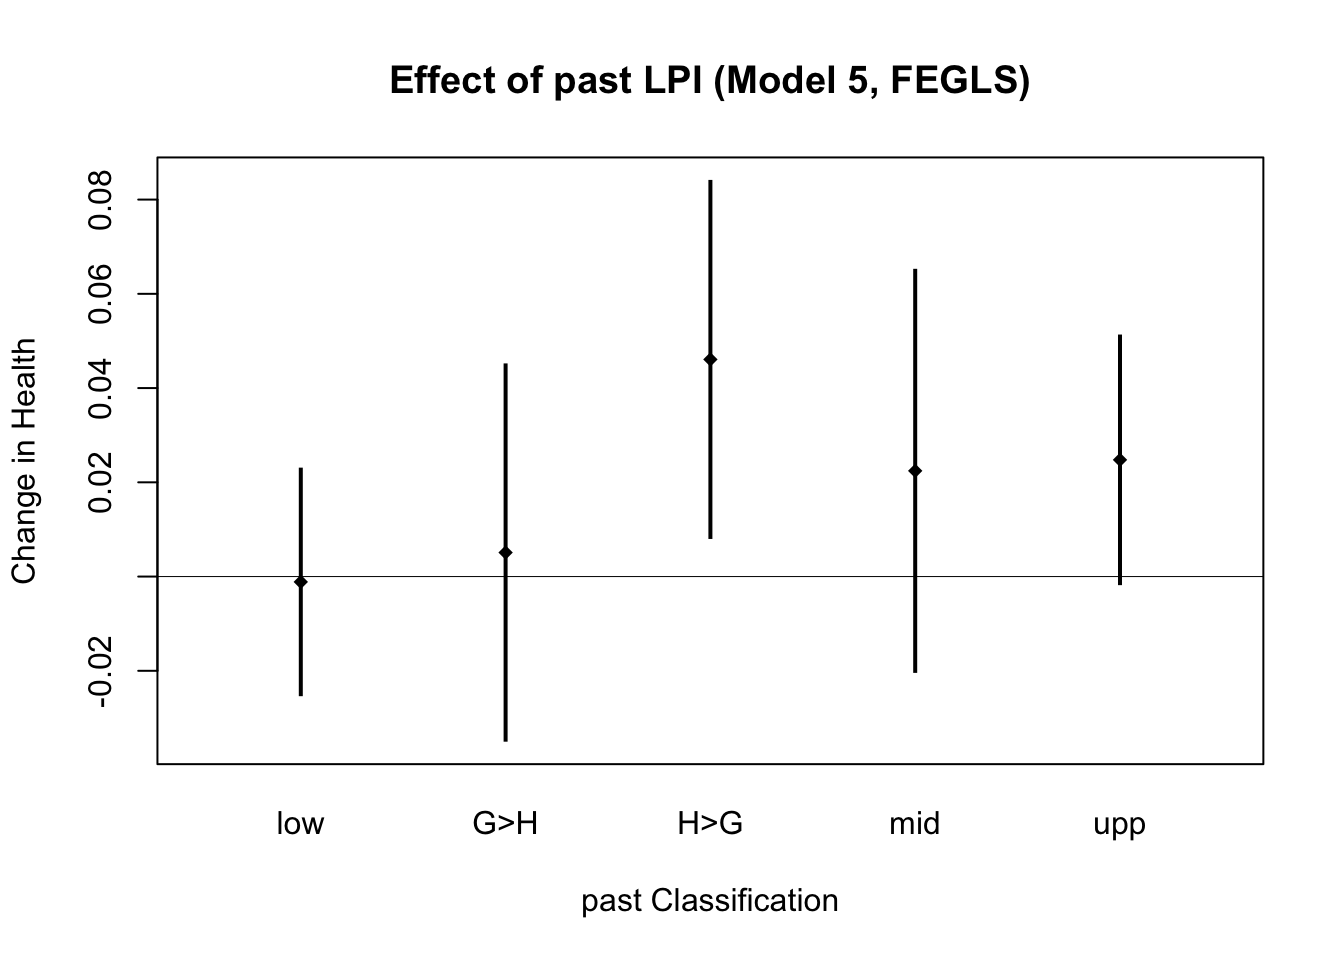 Effect of past LPI (Model 5, FEGLS)
Change in Health
0.08
0.06
0.04
0.02
-0.02
low G>H H>G mid upp
past Classification